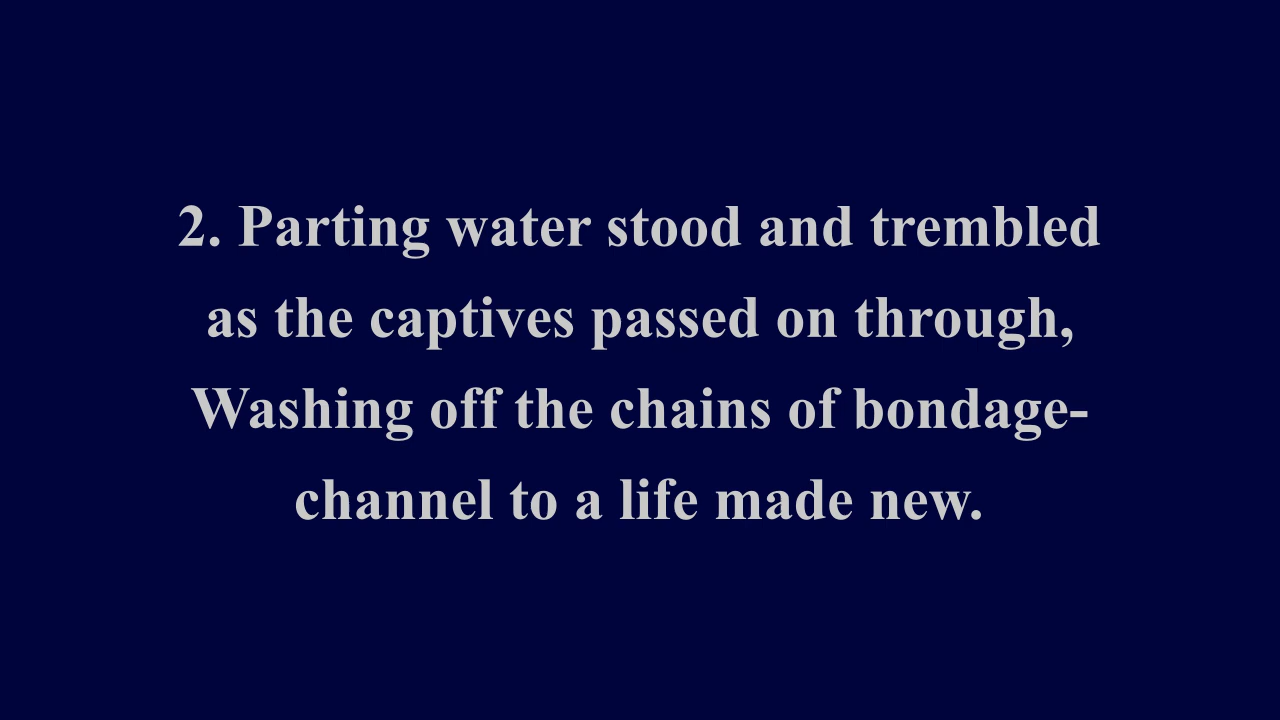 2. Parting water stood and trembled
as the captives passed on through,
Washing off the chains of bondage-
channel to a life made new.